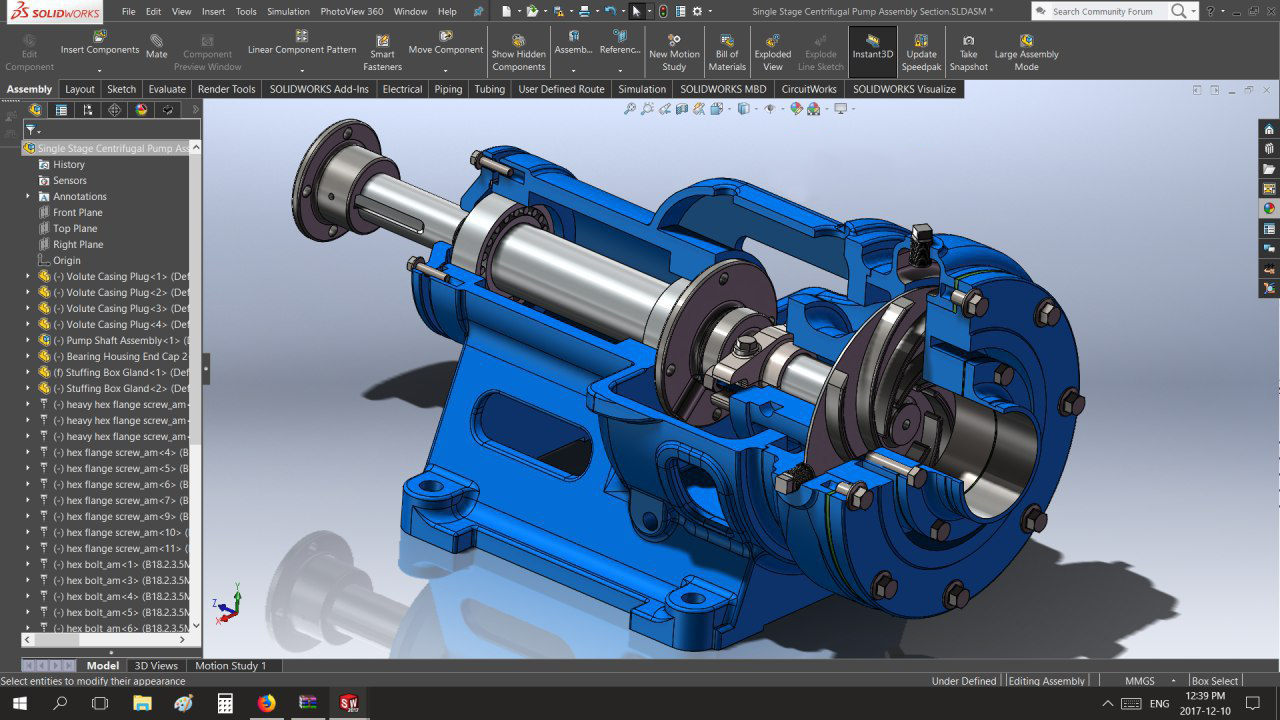 SOLIDWORKS File Edit View Insert Tools Simulation PhotoView 360 Window Help Single Stage Centrifugal Pump Assembly Section.SLDASM * Search Community Forum ?
Edit Component
Insert Components
Mate
Component Preview Window
Linear Component Pattern
Smart Fasteners
Move Component
Show Hidden Components
Assemb...
Referenc...
New Motion Study
Bill of Materials
Exploded View
Explode Line Sketch
Instant3D
Update Speedpak
Take Snapshot
Large Assembly Mode
Assembly Layout Sketch Evaluate Render Tools SOLIDWORKS Add-Ins Electrical Piping Tubing User Defined Route Simulation SOLIDWORKS MBD CircuitWorks SOLIDWORKS Visualize
Single Stage Centrifugal Pump Ass
History
Sensors
Annotations
Front Plane
Top Plane
Right Plane
Origin
(-) Volute Casing Plug<1> (Def
(-) Volute Casing Plug<2> (Def
(-) Volute Casing Plug<3> (Def
(-) Volute Casing Plug<4> (Def
(-) Pump Shaft Assembly<1> (
(-) Bearing Housing End Cap 2
(f) Stuffing Box Gland<1> (Def
(-) Stuffing Box Gland<2> (Def
(-) heavy hex flange screw_am
(-) heavy hex flange screw_am
(-) heavy hex flange screw_am
(-) hex flange screw_am<4> (B
(-) hex flange screw_am<5> (B
(-) hex flange screw_am<6> (B
(-) hex flange screw_am<7> (B
(-) hex flange screw_am<9> (B
(-) hex flange screw_am<10> (
(-) hex flange screw_am<11> (
(-) hex bolt_am<1> (B18.2.3.5M
(-) hex bolt_am<3> (B18.2.3.5M
(-) hex bolt_am<4> (B18.2.3.5M
(-) hex bolt_am<5> (B18.2.3.5M
(-) hex bolt_am<6> (B18.2.3.5M
Y
Z
X
Model 3D Views Motion Study 1
Select entities to modify their appearance Under Defined Editing Assembly MMGS Box Select
SW 2017
ENG
12:39 PM
2017-12-10